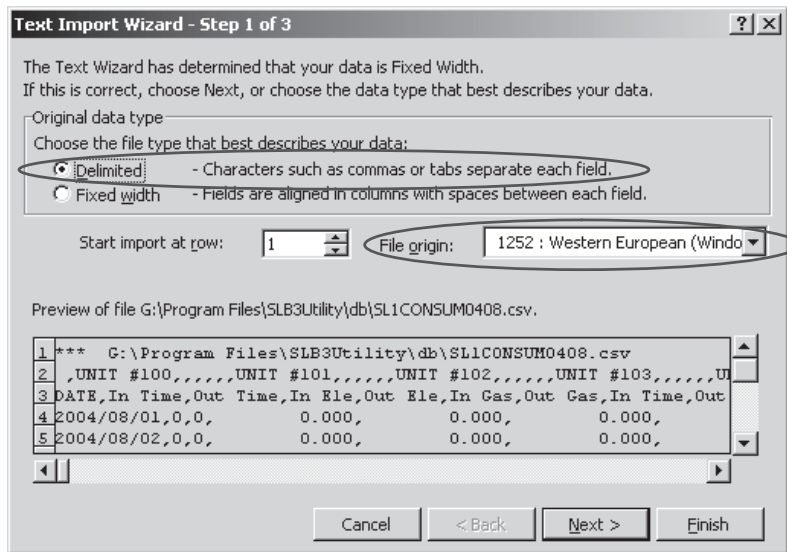 Text Import Wizard - Step 1 of 3
The Text Wizard has determined that your data is Fixed Width.
If this is correct, choose Next, or choose the data type that best describes your data.
Original data type
Choose the file type that best describes your data:
Delimited - Characters such as commas or tabs separate each field.
Fixed width - Fields are aligned in columns with spaces between each field.
Start import at row: 1 File origin: 1252 : Western European (Windo
Preview of file G:\Program Files\SLB3Utility\db\SL1CONSUM0408.csv.
1 *** G:\Program Files\SLB3Utility\db\SL1CONSUM0408.csv
2 ,UNIT #100,,,,,,UNIT #101,,,,,,UNIT #102,,,,,,UNIT #103,,,,,,U
3 DATE,In Time,Out Time,In Ele,Out Ele,In Gas,Out Gas,In Time,Out
4 2004/08/01,0,0, 0.000, 0.000, 0.000,
5 2004/08/02,0,0, 0.000, 0.000, 0.000,
Cancel < Back Next > Finish